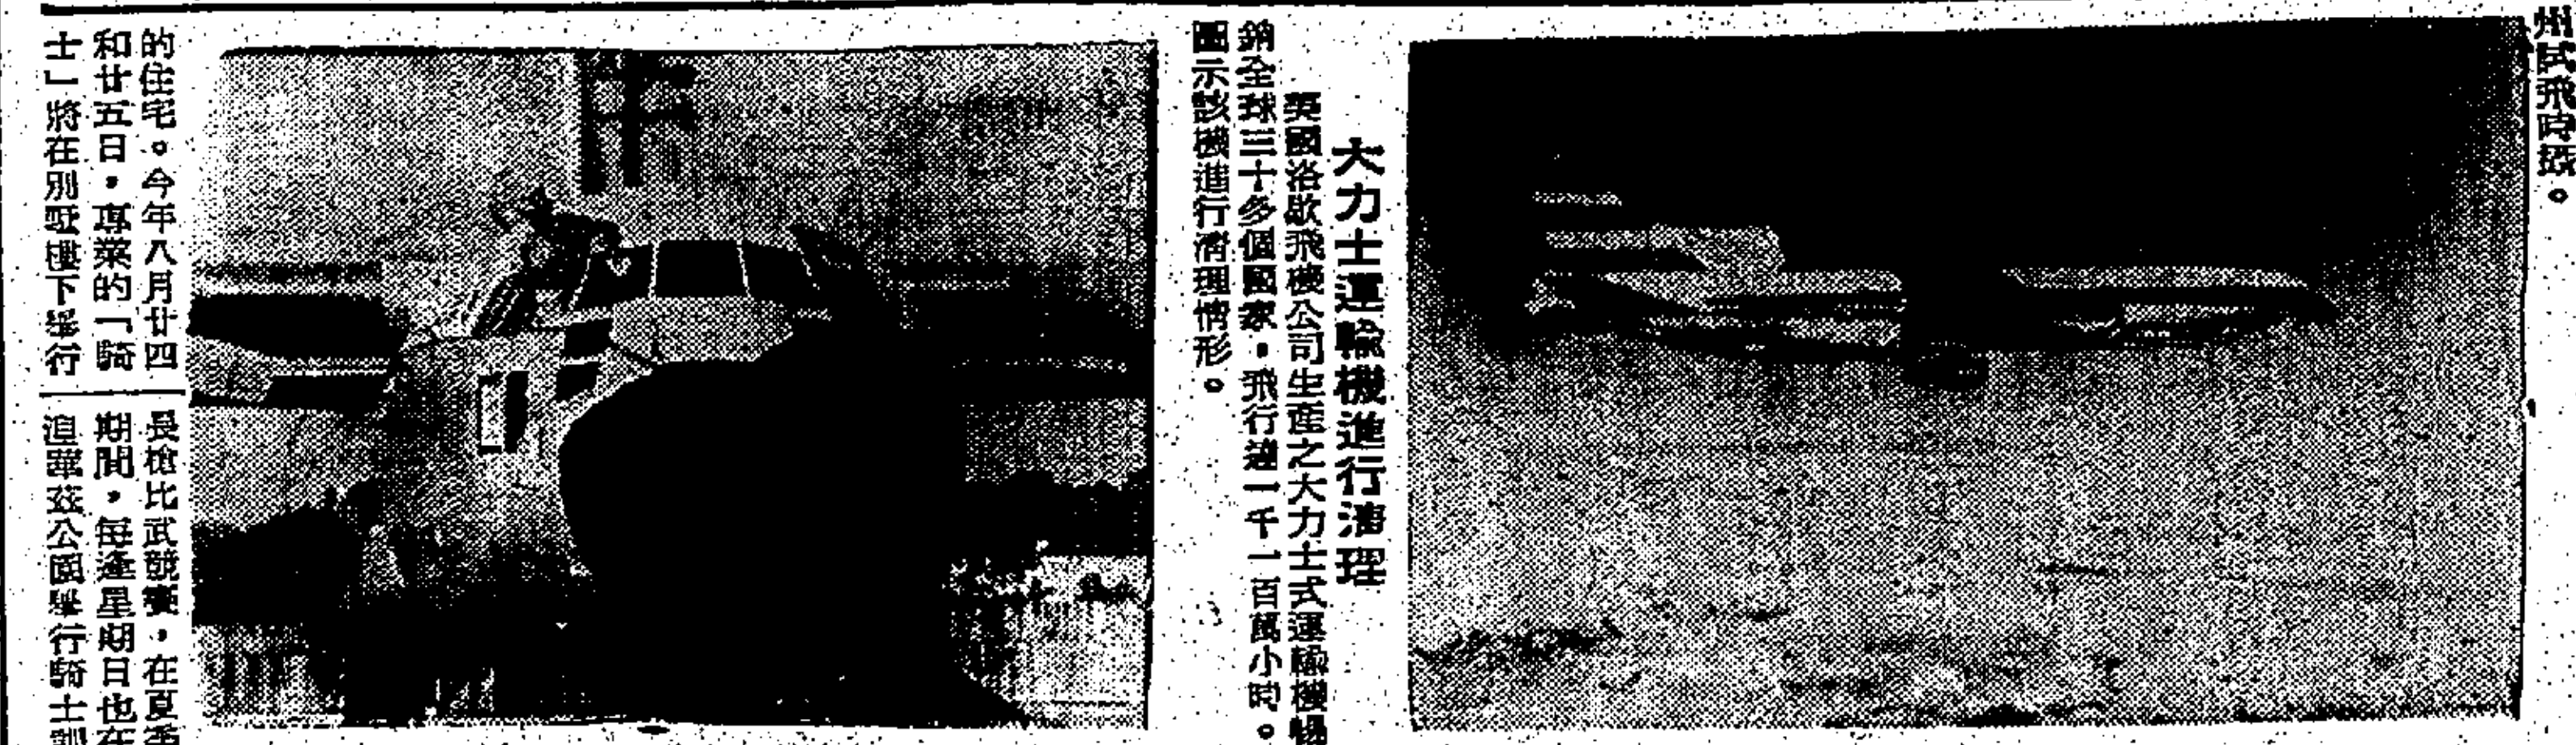 州試飛時攝。
大力士運輸機進行清理
英國洛歇飛機公司生產之大力士式運輸機暢
銷全球三十多個國家,飛行達一千一百萬小時。
圖示該機進行清理情形。
的住宅。今年八月廿四
和廿五日,專業的「騎
士」將在別墅樓下舉行
長槍比武競賽,在夏季
期間,每逢星期日也在
公園舉行騎士